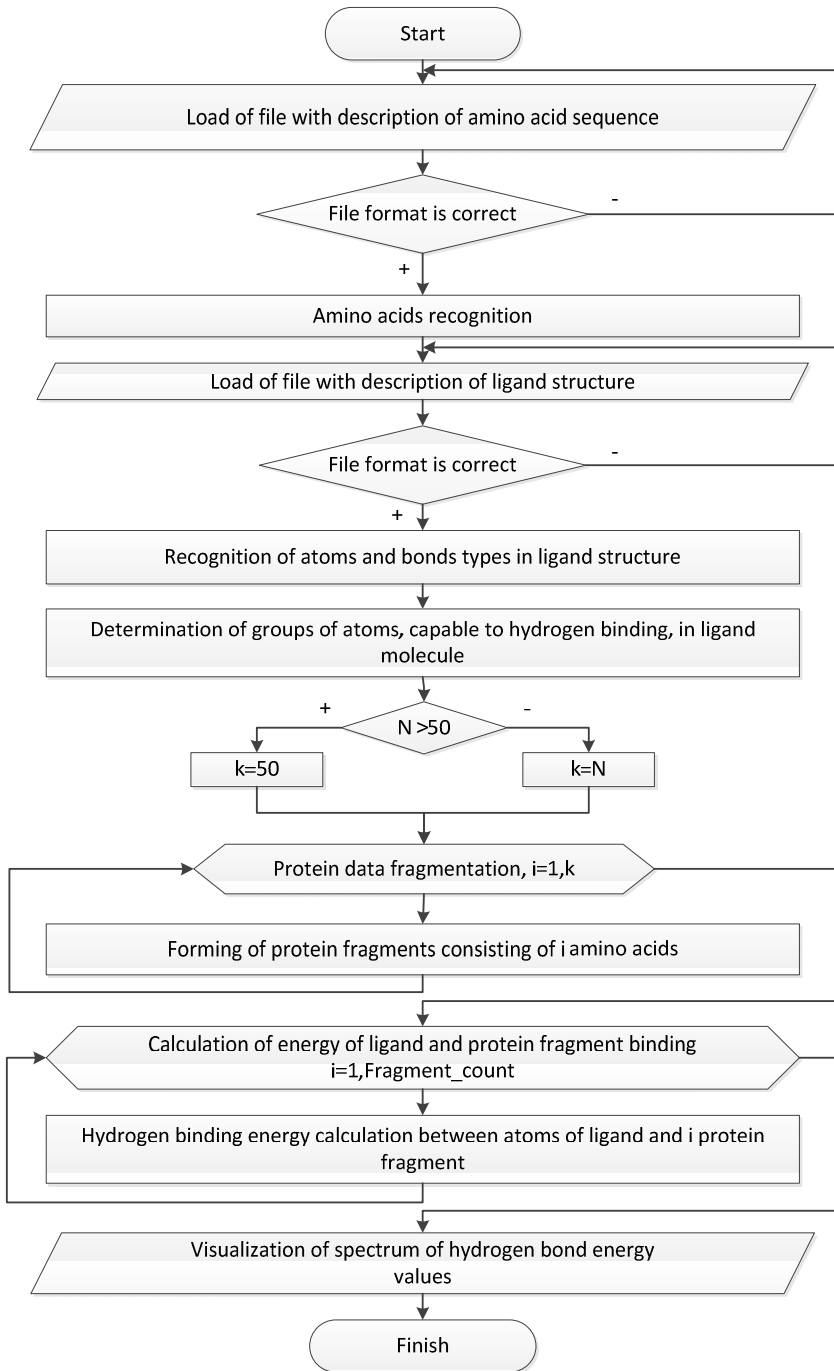 Start
Load of file with description of amino acid sequence
File format is correct
-
+
Amino acids recognition
Load of file with description of ligand structure
File format is correct
-
+
Recognition of atoms and bonds types in ligand structure
Determination of groups of atoms, capable to hydrogen binding, in ligand
molecule
+
N >50
-
k=50
k=N
Protein data fragmentation, i=1,k
Forming of protein fragments consisting of i amino acids
Calculation of energy of ligand and protein fragment binding
i=1,Fragment_count
Hydrogen binding energy calculation between atoms of ligand and i protein
fragment
Visualization of spectrum of hydrogen bond energy
values
Finish